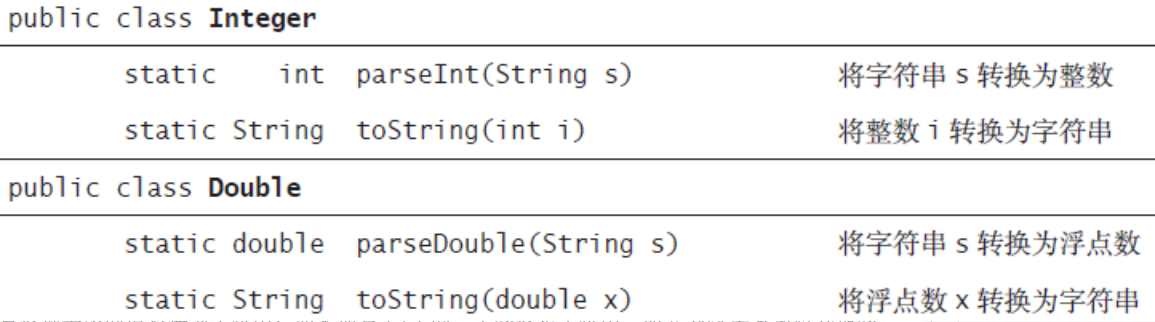 public class Integer
static int parseInt(String s) 将字符串 s 转换为整数
static String toString(int i) 将整数 i 转换为字符串
public class Double
static double parseDouble(String s) 将字符串 s 转换为浮点数
static String toString(double x) 将浮点数 x 转换为字符串